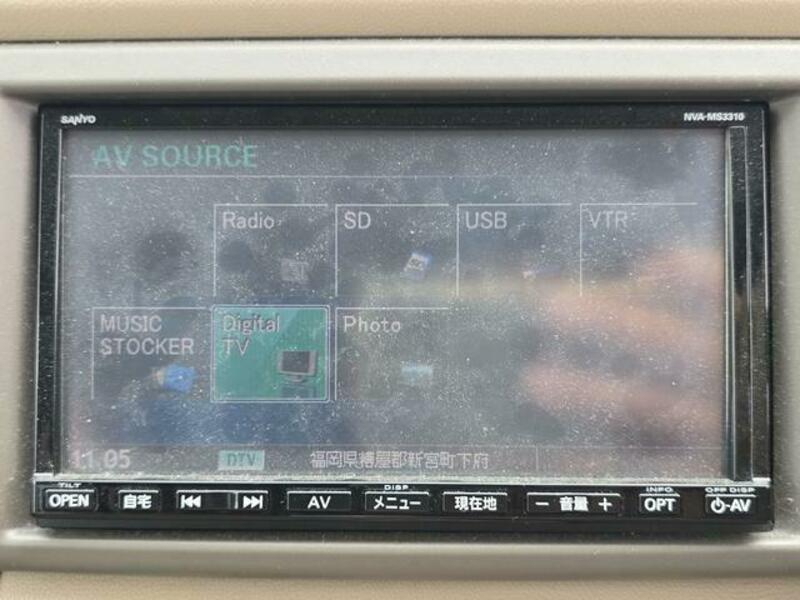 SANYO
NVA-MS3310
AV SOURCE
Radio
SD
USB
VTR
MUSIC STOCKER
Digital TV
Photo
11:05
DTV
福岡県糟屋郡新宮町下府
TILT
DISP
INFO
OFF DISP
OPEN
自宅
AV
メニュー
現在地
− 音量 +
OPT
-AV